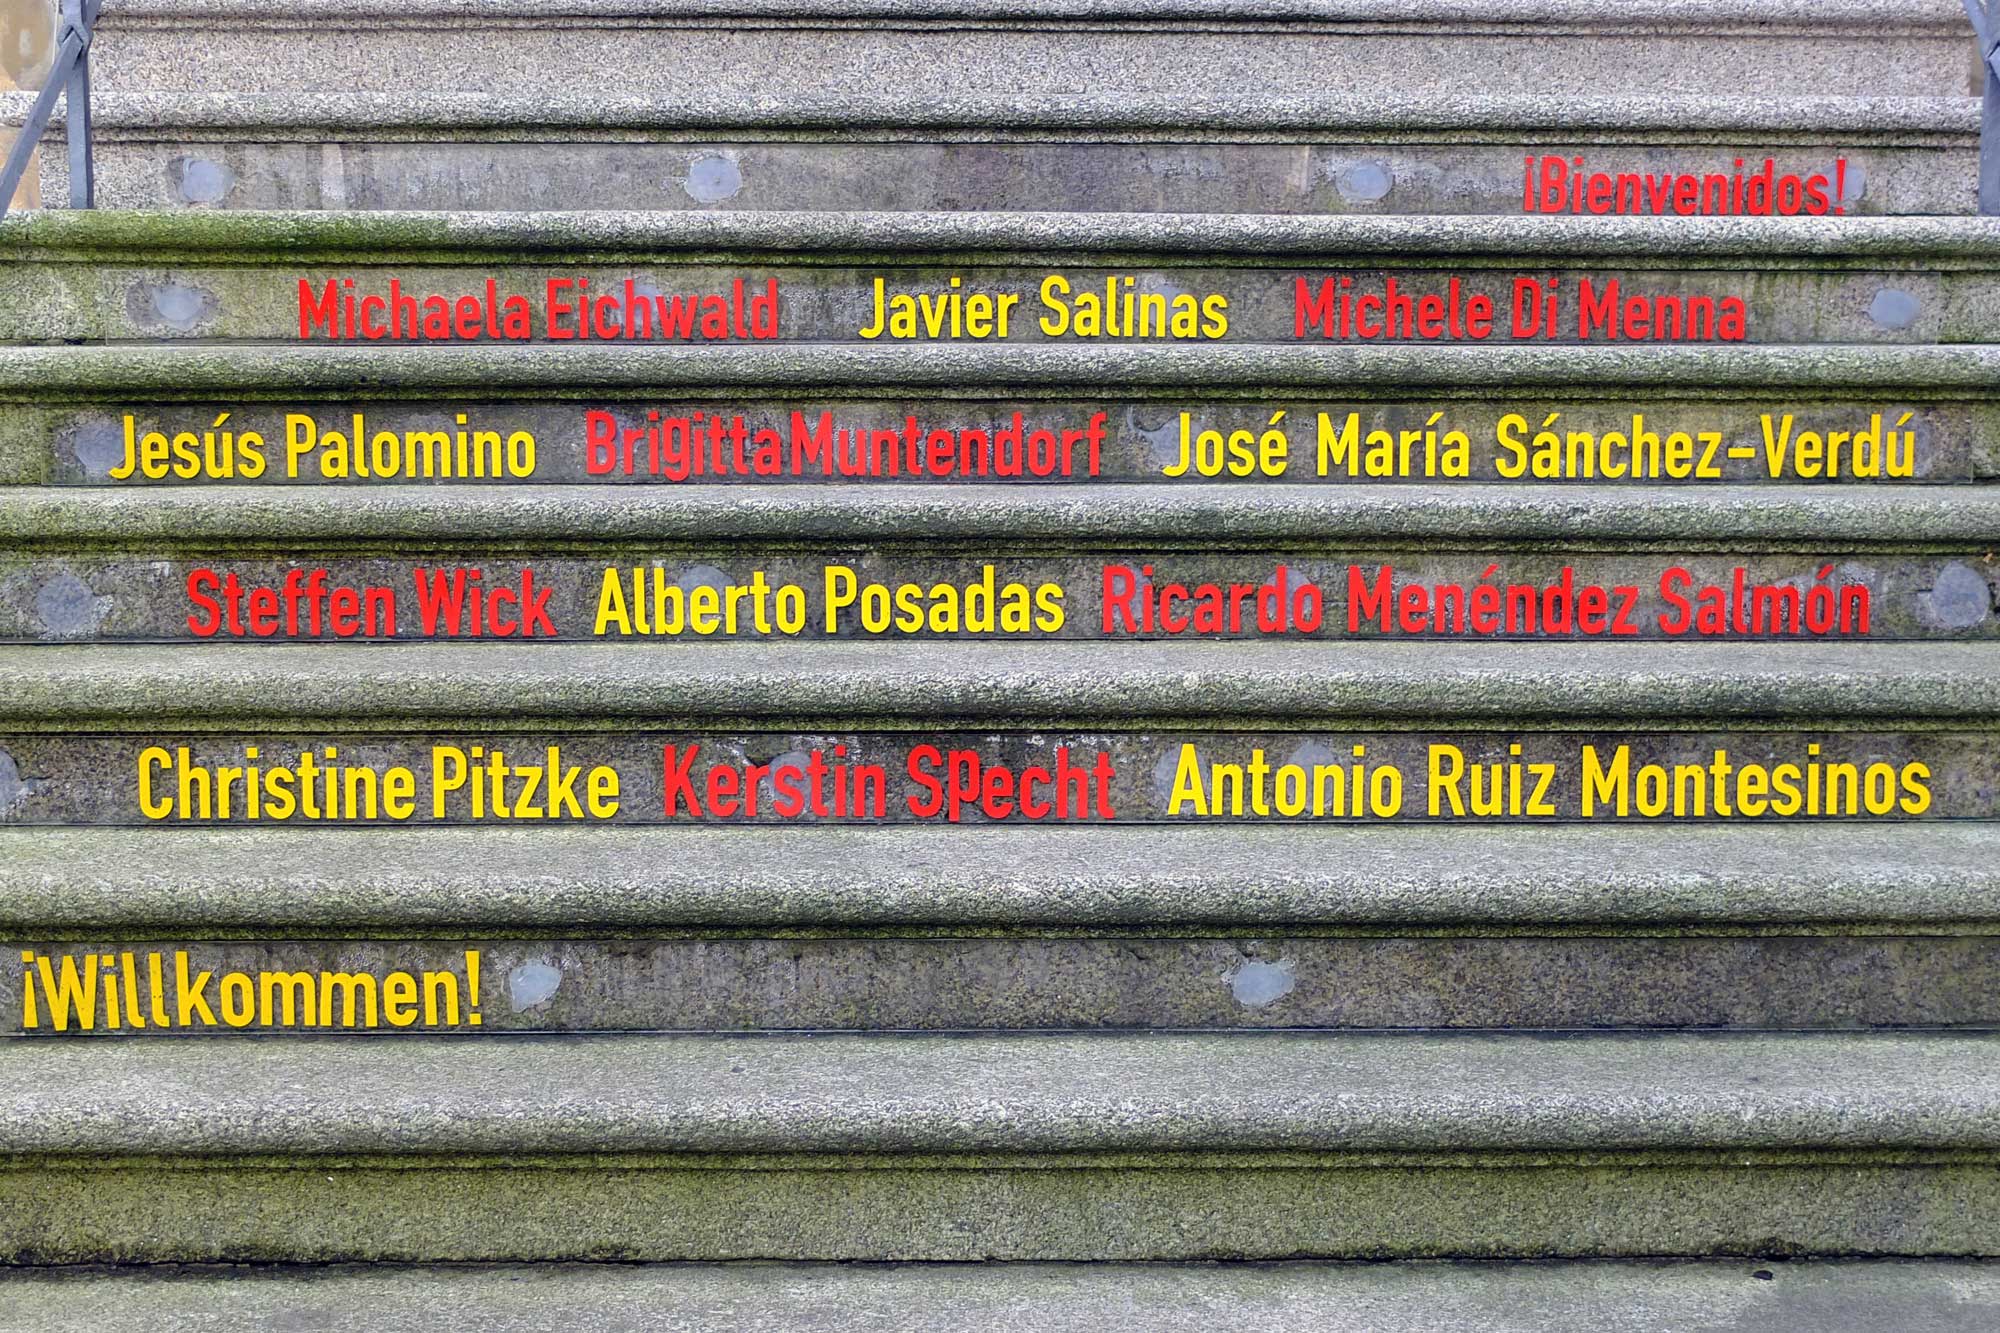 ¡Bienvenidos!
Michaela Eichwald Javier Salinas Michele Di Menna
Jesús Palomino Brigitta Muntendorf José María Sánchez-Verdú
Steffen Wick Alberto Posadas Ricardo Menéndez Salmón
Christine Pitzke Kerstin Specht Antonio Ruiz Montesinos
¡Willkommen!